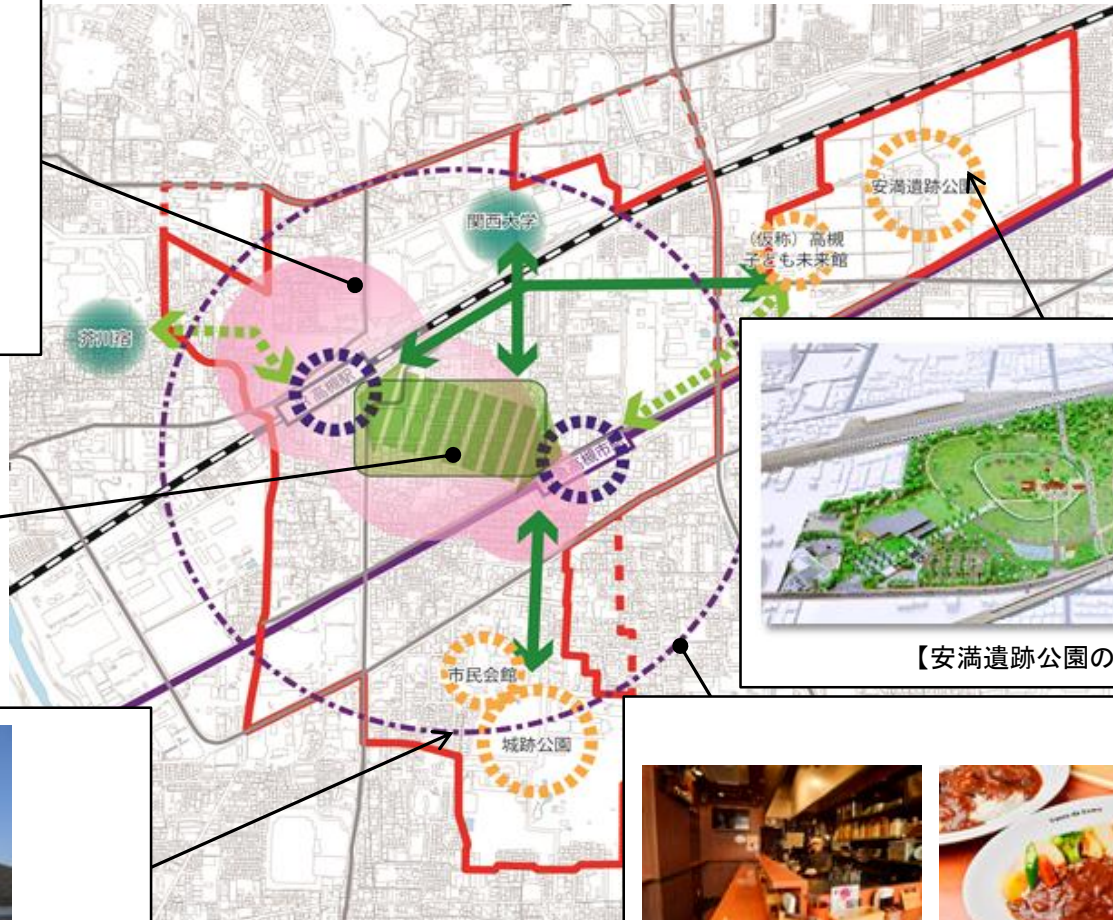 関西大学
安満遺跡公園
（仮称）高槻
子ども未来館
芥川宿
高槻駅
高槻市
市民会館
城跡公園
【安満遺跡公園の